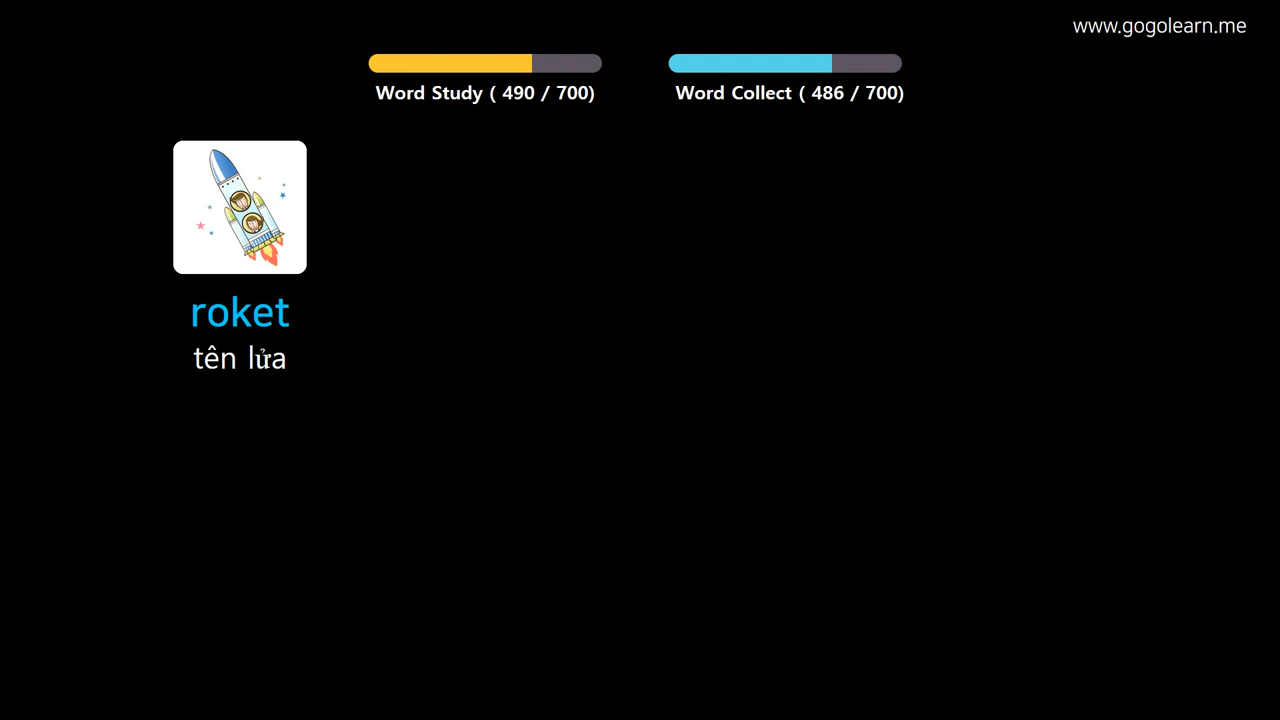 www.gogolearn.me
Word Study ( 490 / 700)
Word Collect ( 486 / 700)
roket
tên lửa